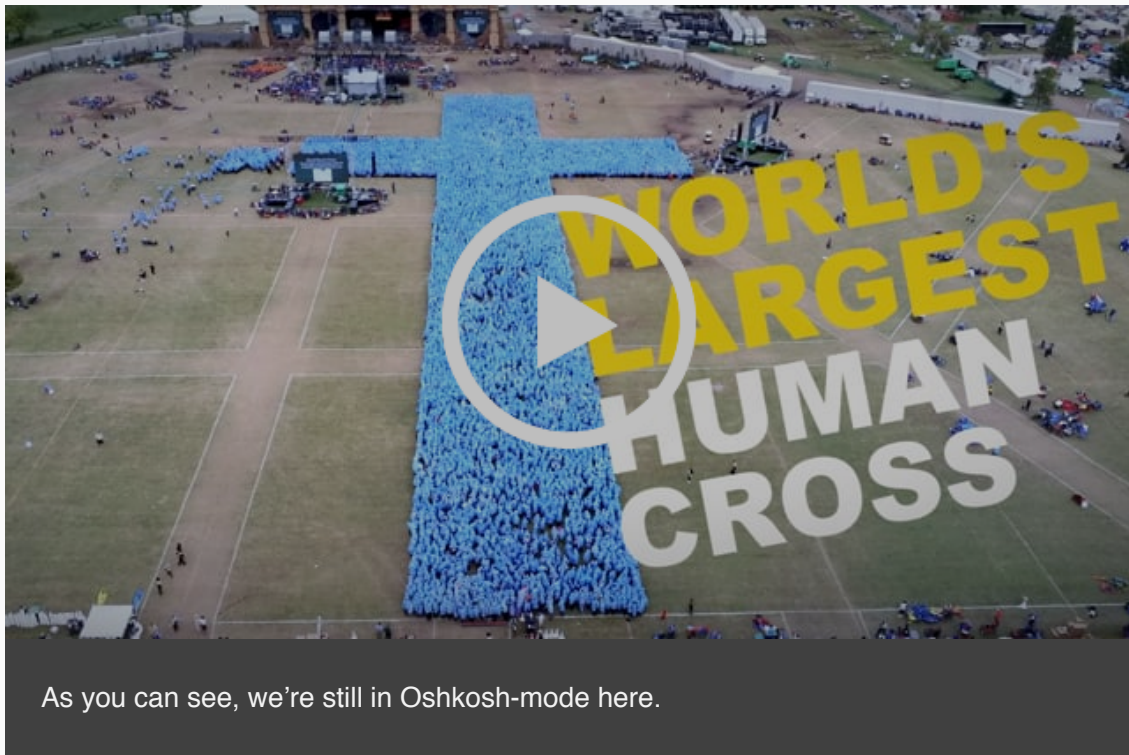 WORLD'S
LARGEST
HUMAN
CROSS
As you can see, we’re still in Oshkosh-mode here.